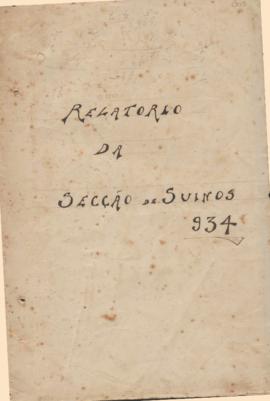 RELATORIO
DA
SECÇÃO DE SUINOS
934